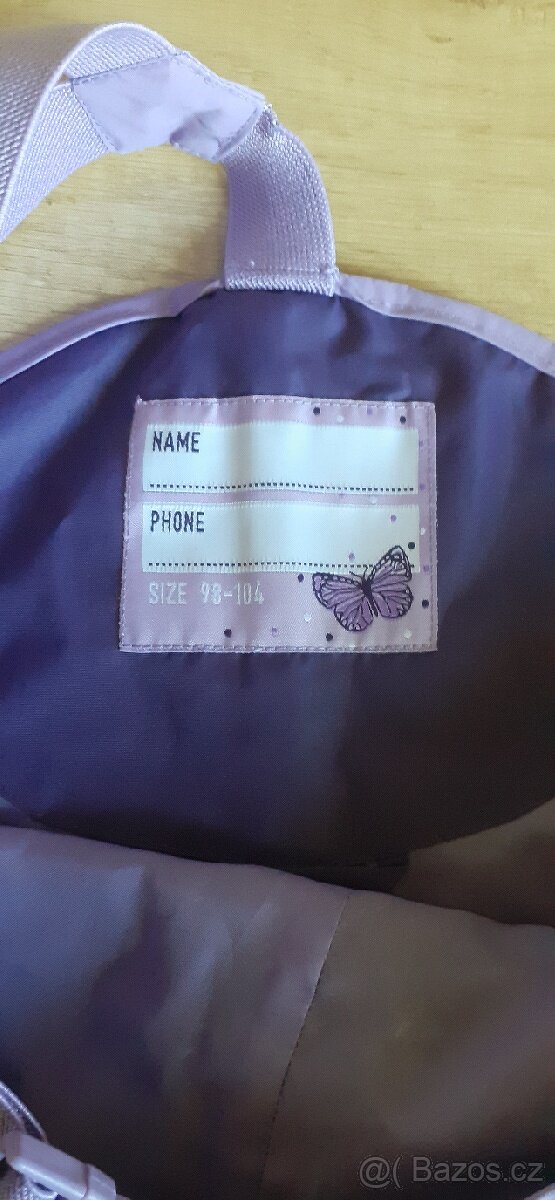 NAME
PHONE
SIZE 98-104
@( Bazos.cz